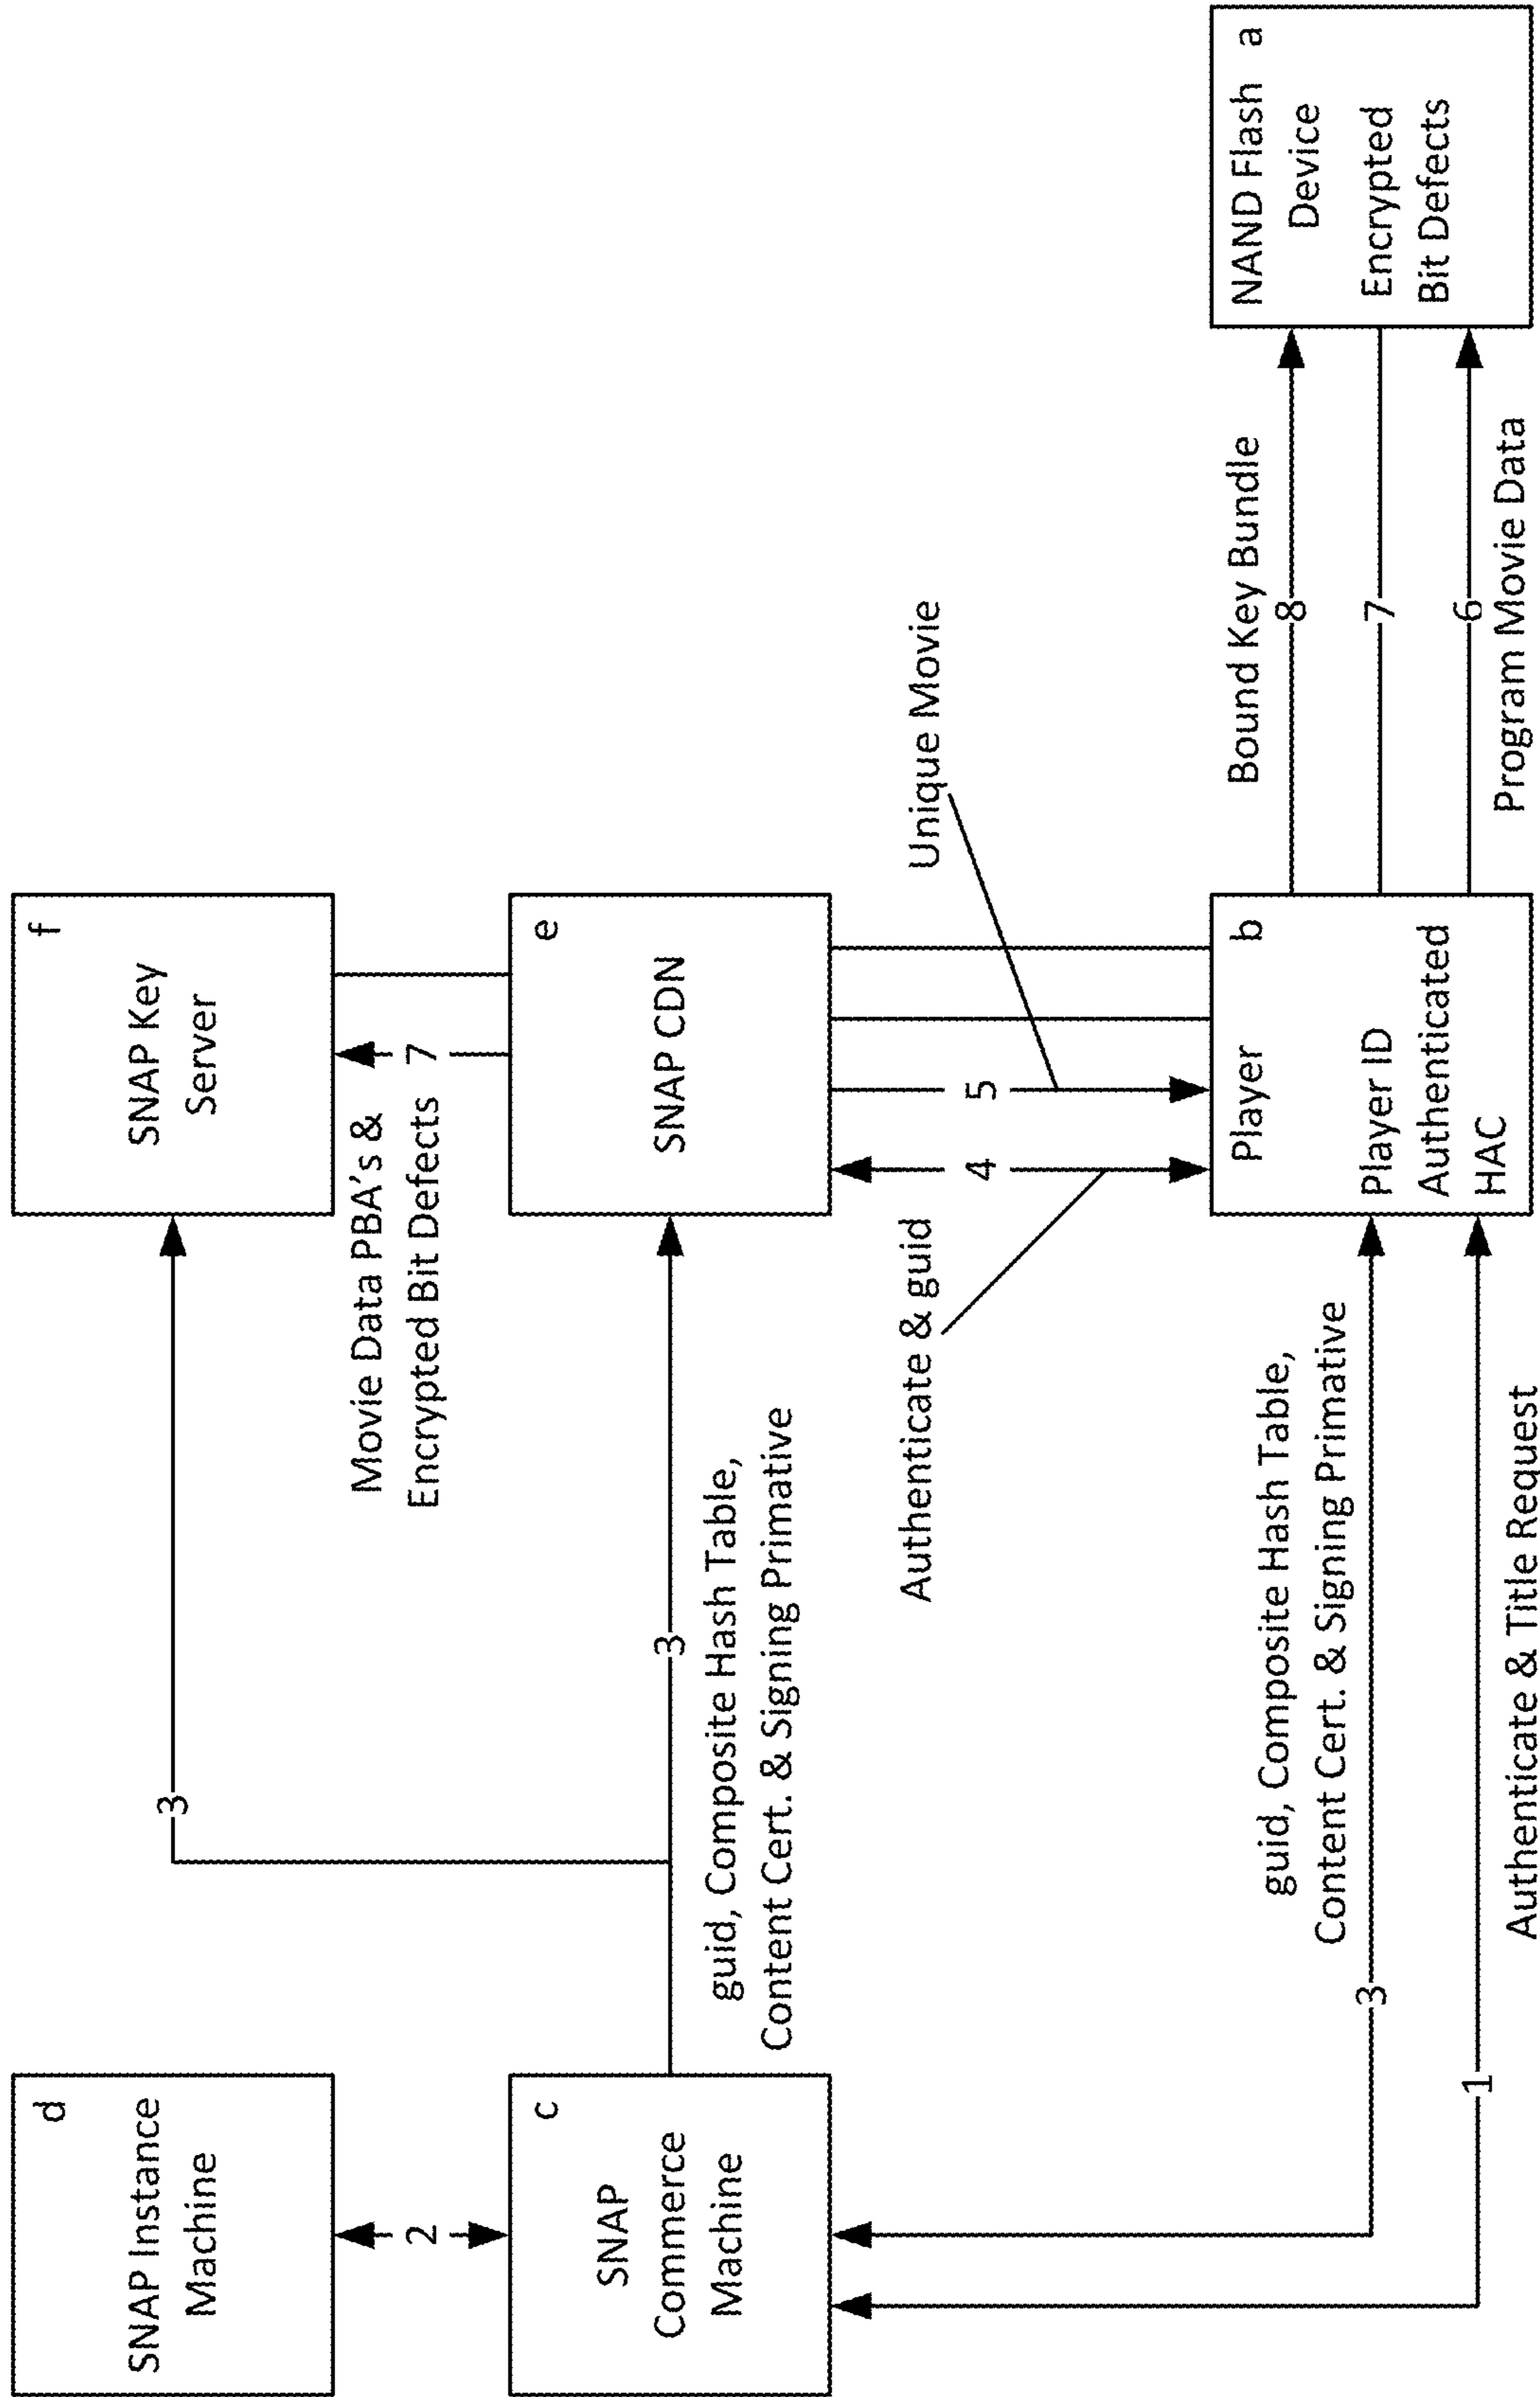 d
SNAP Instance
Machine
2
c
SNAP
Commerce
Machine
3
3
guid, Composite Hash Table,
Content Cert. & Signing Primative
f
SNAP Key
Server
Movie Data PBA's &
Encrypted Bit Defects
7
e
SNAP CDN
4
5
Authenticate & guid
Unique Movie
guid, Composite Hash Table,
Content Cert. & Signing Primative
3
1
Authenticate & Title Request
Player
b
Player ID
Authenticated
HAC
Bound Key Bundle
8
7
6
Program Movie Data
NAND Flash a
Device
Encrypted
Bit Defects